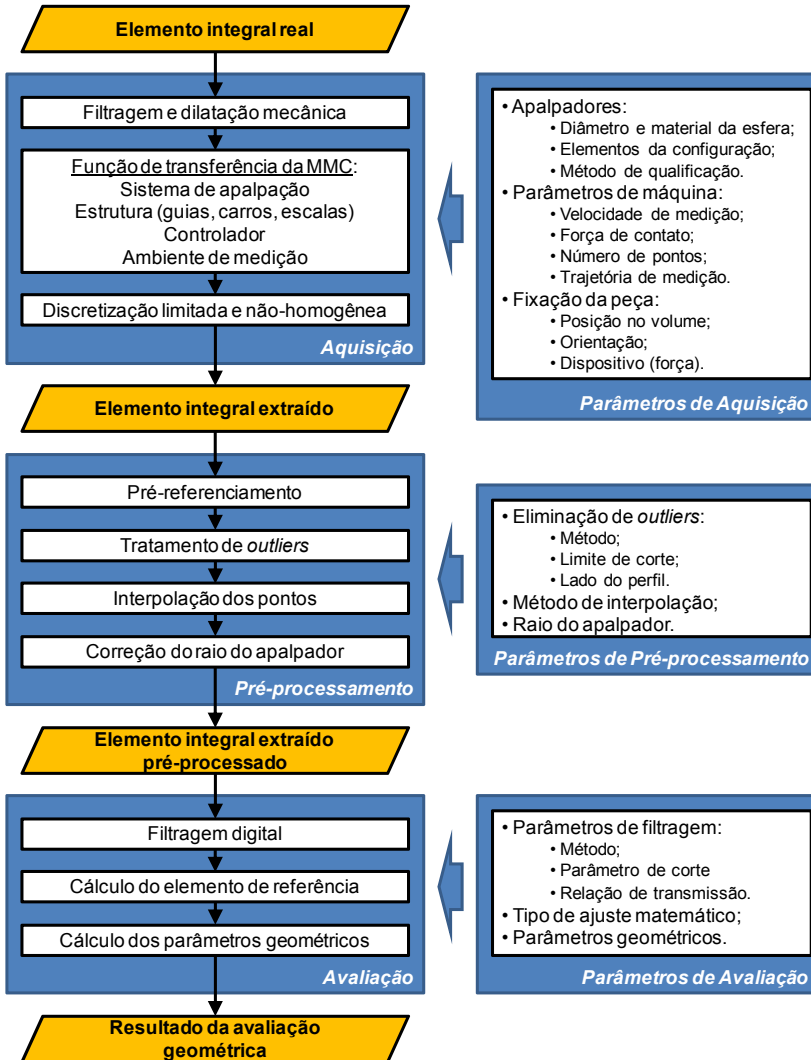 Elemento integral real
Filtragem e dilatação mecânica
Função de transferência da MMC:
Sistema de apalpação
Estrutura (guias, carros, escalas)
Controlador
Ambiente de medição
Discretização limitada e não-homogênea
Aquisição
• Apalpadores:
• Diâmetro e material da esfera;
• Elementos da configuração;
• Método de qualificação.
• Parâmetros de máquina:
• Velocidade de medição;
• Força de contato;
• Número de pontos;
• Trajetória de medição.
• Fixação da peça:
• Posição no volume;
• Orientação;
• Dispositivo (força).
Parâmetros de Aquisição
Elemento integral extraído
Pré-referenciamento
Tratamento de outliers
Interpolação dos pontos
Correção do raio do apalpador
Pré-processamento
• Eliminação de outliers:
• Método;
• Limite de corte;
• Lado do perfil.
• Método de interpolação;
• Raio do apalpador.
Parâmetros de Pré-processamento
Elemento integral extraído
pré-processado
Filtragem digital
Cálculo do elemento de referência
Cálculo dos parâmetros geométricos
Avaliação
• Parâmetros de filtragem:
• Método;
• Parâmetro de corte
• Relação de transmissão.
• Tipo de ajuste matemático;
• Parâmetros geométricos.
Parâmetros de Avaliação
Resultado da avaliação
geométrica